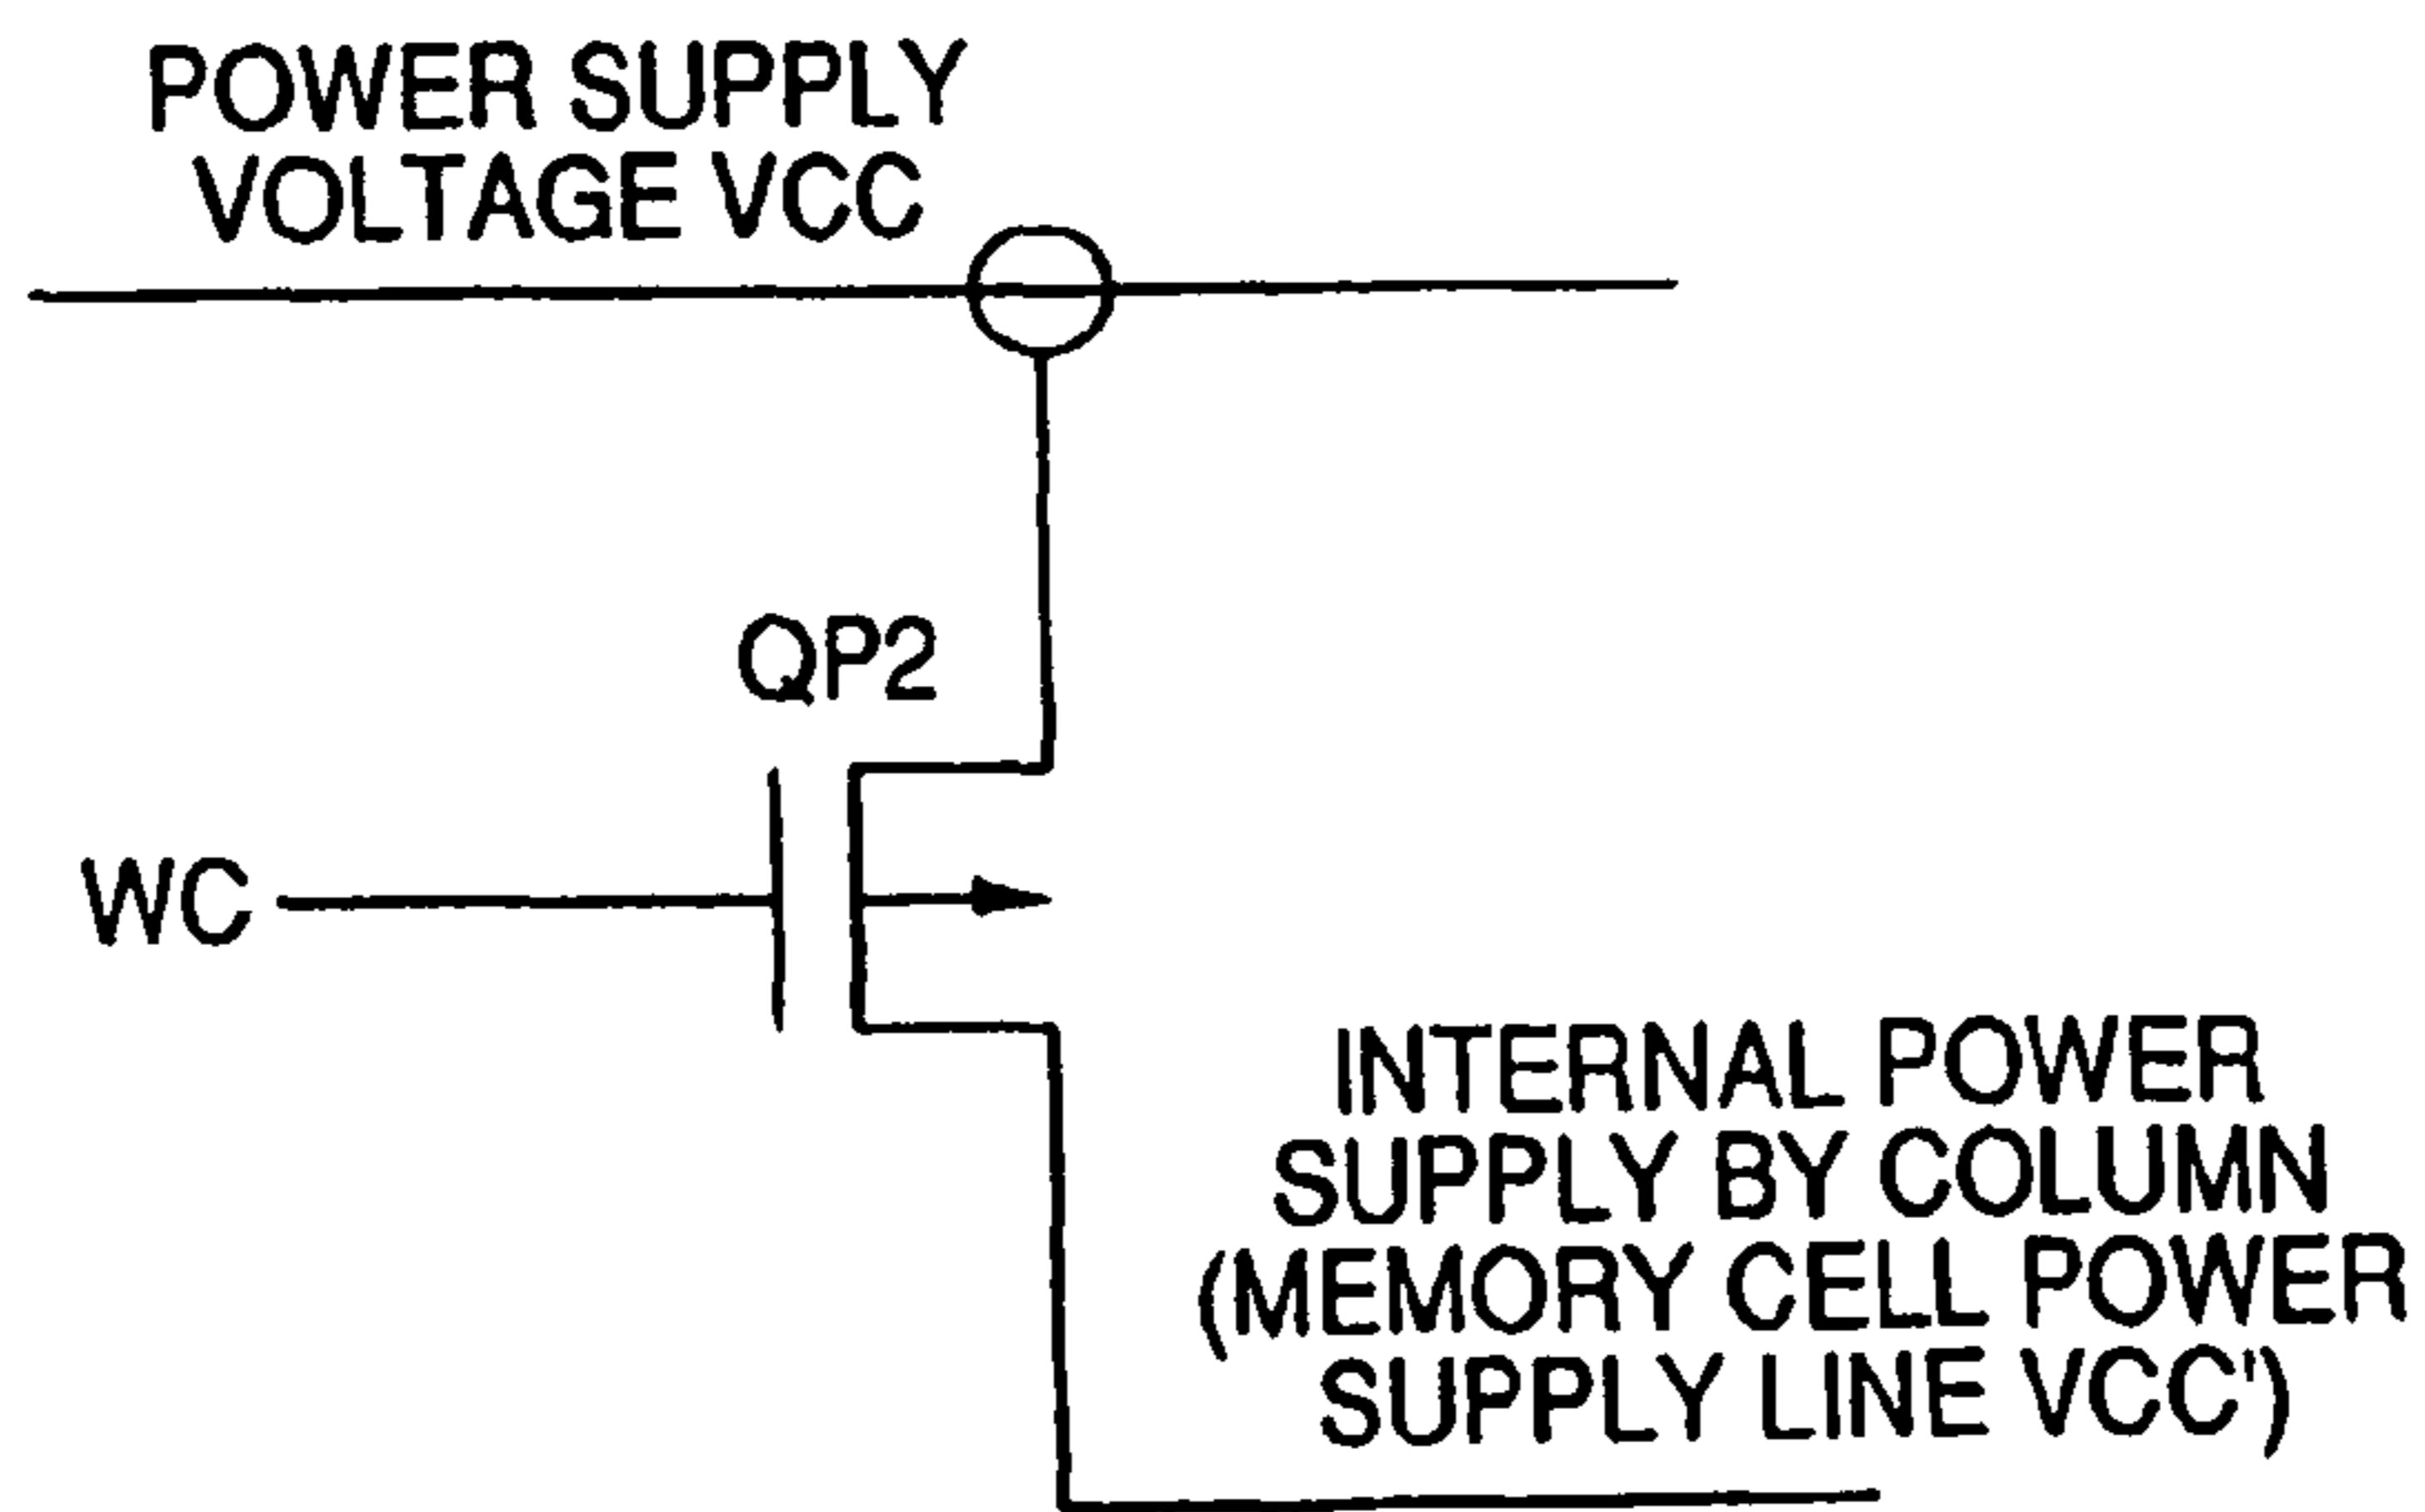 POWER SUPPLY
VOLTAGE VCC
QP2
WC
INTERNAL POWER
SUPPLY BY COLUMN
(MEMORY CELL POWER
SUPPLY LINE VCC')